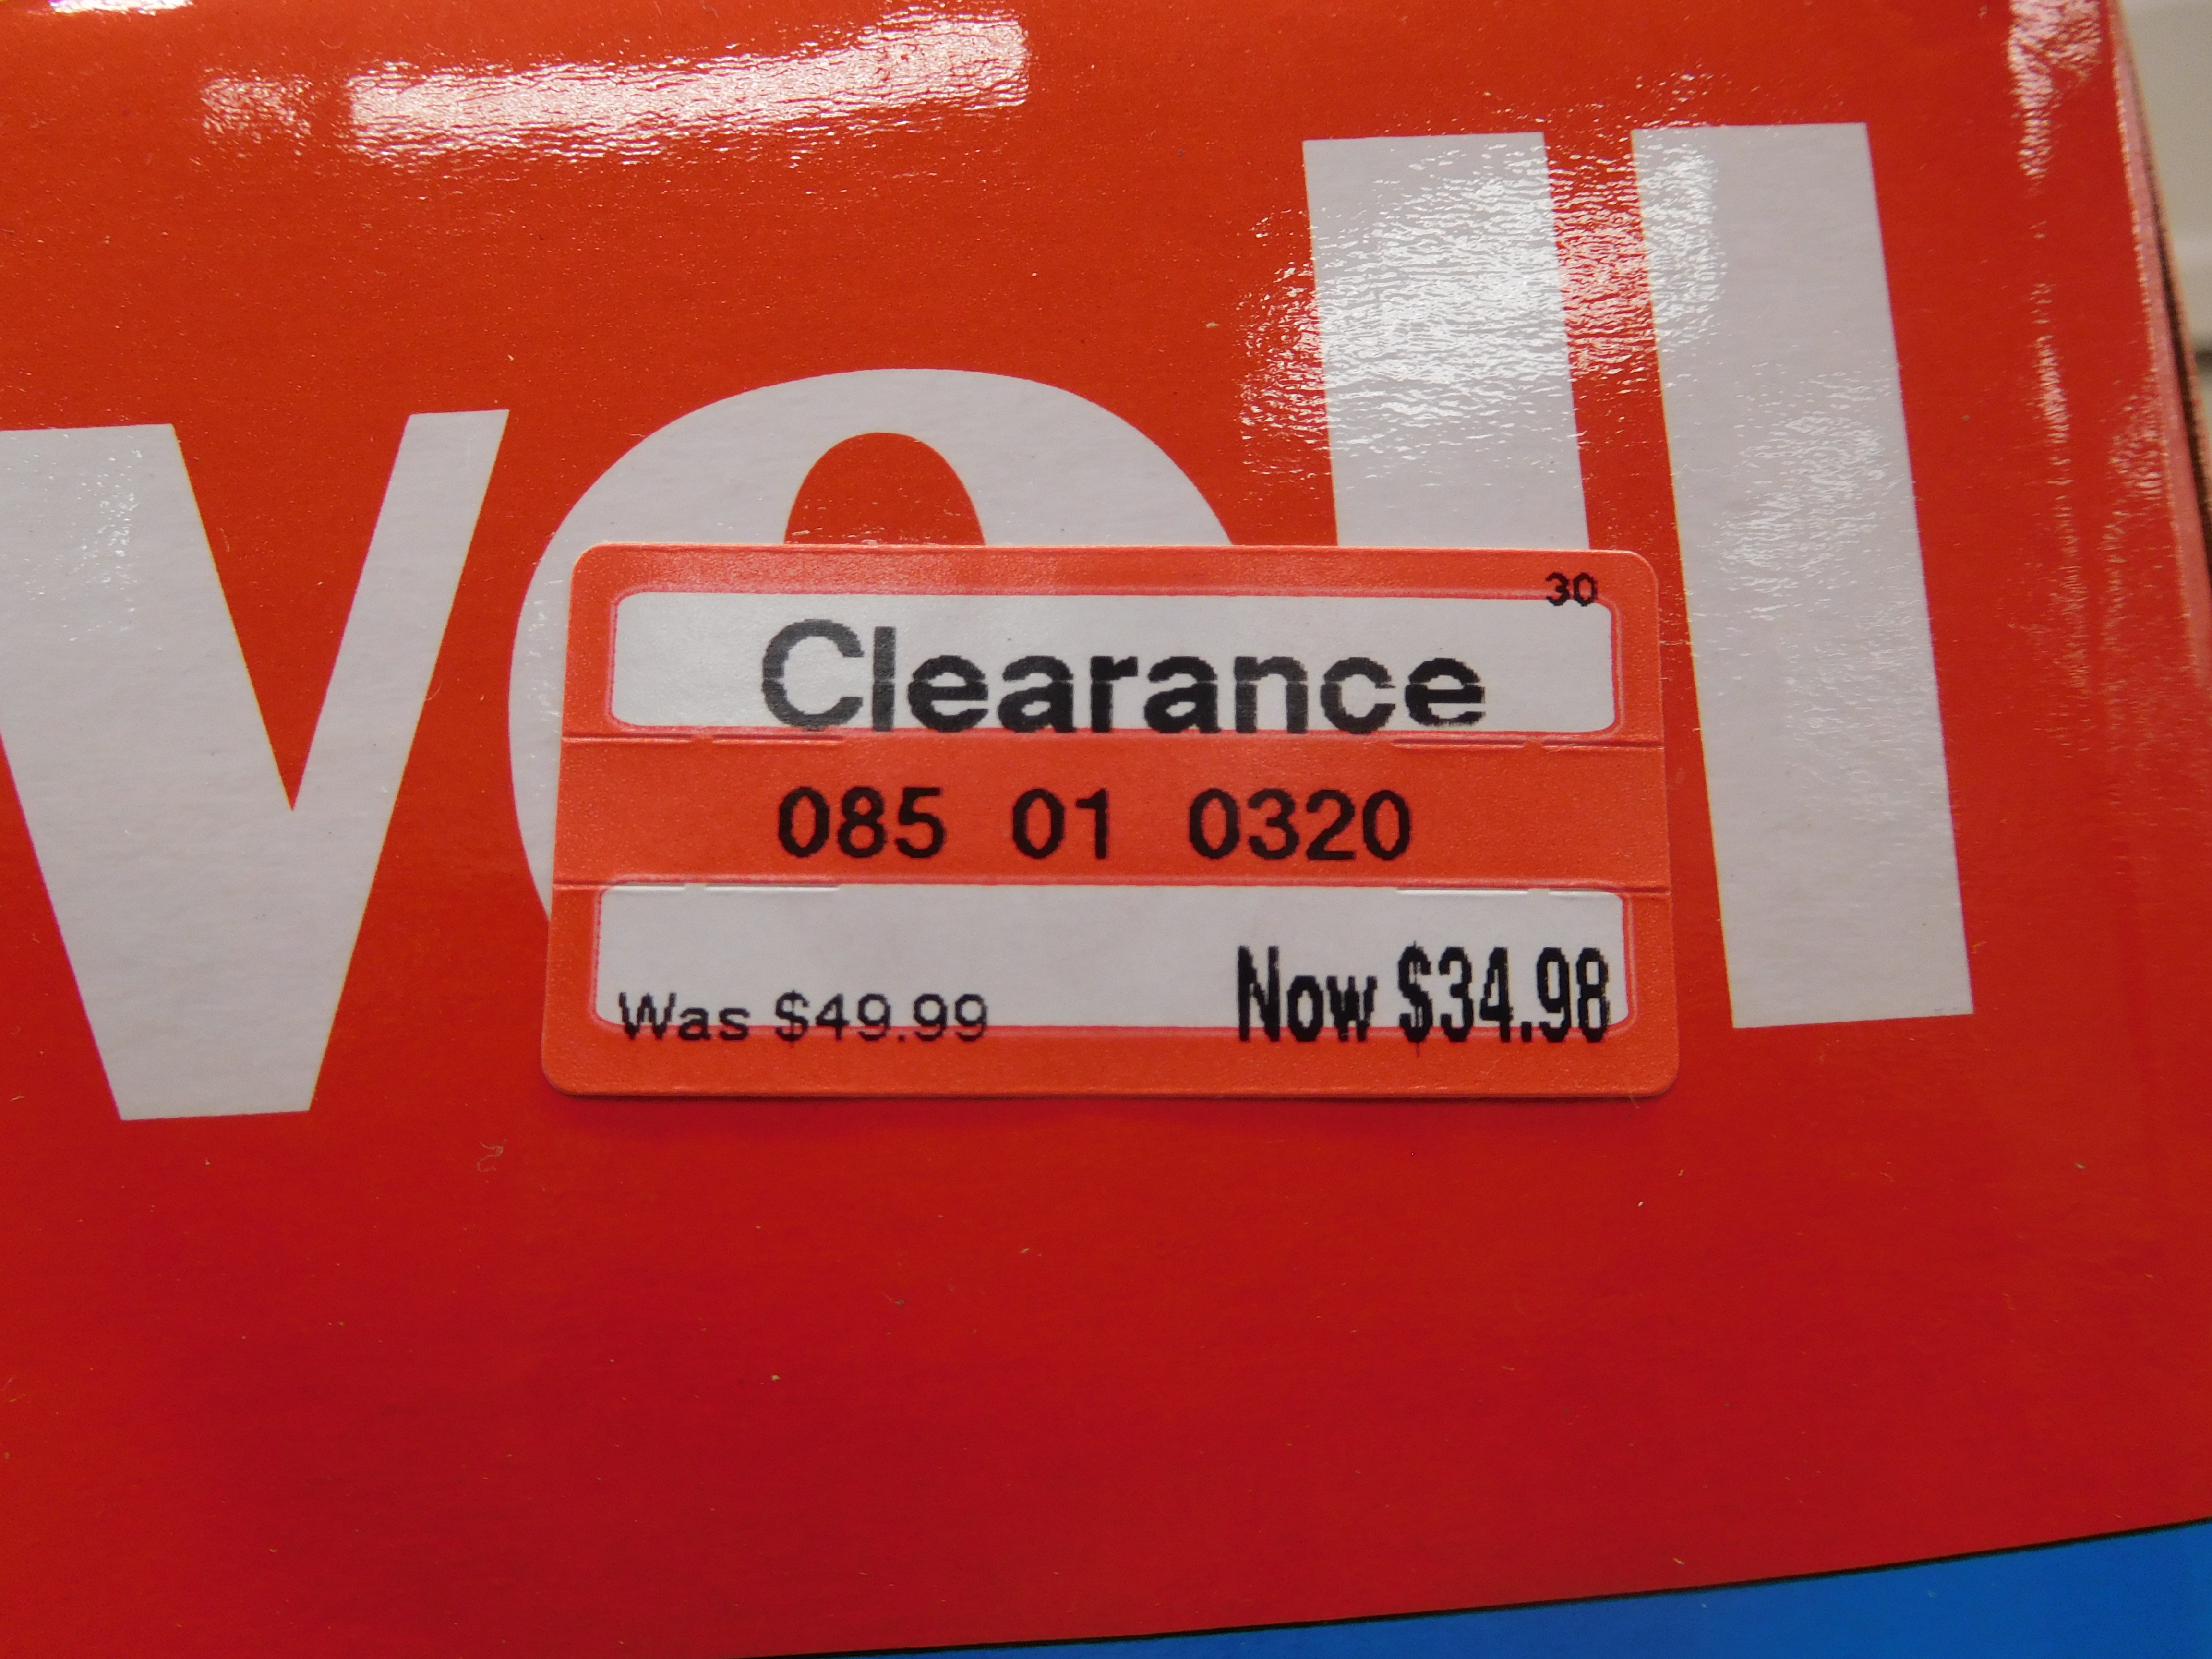 vell
30
Clearance
085 01 0320
Was $49.99 Now $34.98